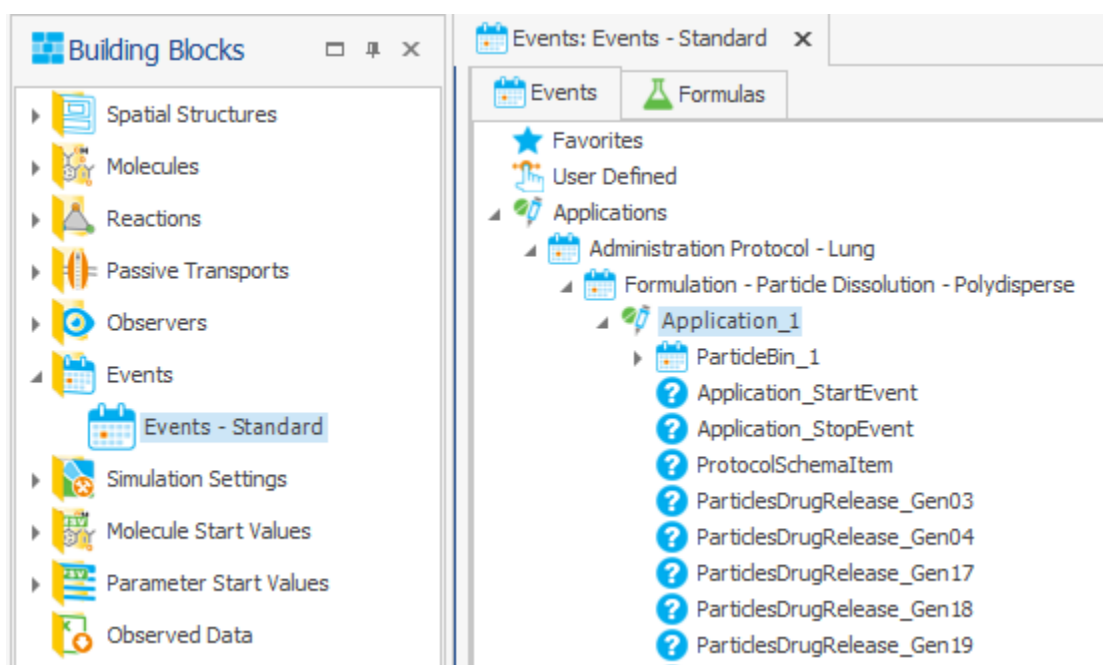 Building Blocks
Spatial Structures
Molecules
Reactions
Passive Transports
Observers
Events
Events - Standard
Simulation Settings
Molecule Start Values
Parameter Start Values
Observed Data
Events: Events - Standard
Events
Formulas
Favorites
User Defined
Applications
Administration Protocol - Lung
Formulation - Particle Dissolution - Polydisperse
Application_1
ParticleBin_1
Application_StartEvent
Application_StopEvent
ProtocolSchemaItem
ParticlesDrugRelease_Gen03
ParticlesDrugRelease_Gen04
ParticlesDrugRelease_Gen17
ParticlesDrugRelease_Gen18
ParticlesDrugRelease_Gen19